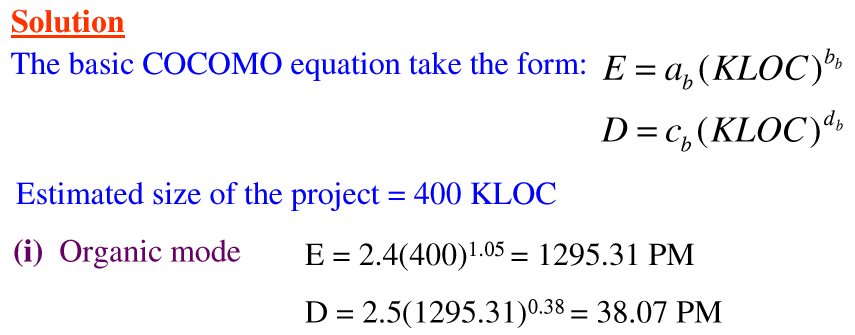 Solution
The basic COCOMO equation take the form: E = a_b(KLOC)^{b_b}
D = c_b(KLOC)^{d_b}
Estimated size of the project = 400 KLOC
(i) Organic mode E = 2.4(400)^{1.05} = 1295.31 PM
D = 2.5(1295.31)^{0.38} = 38.07 PM